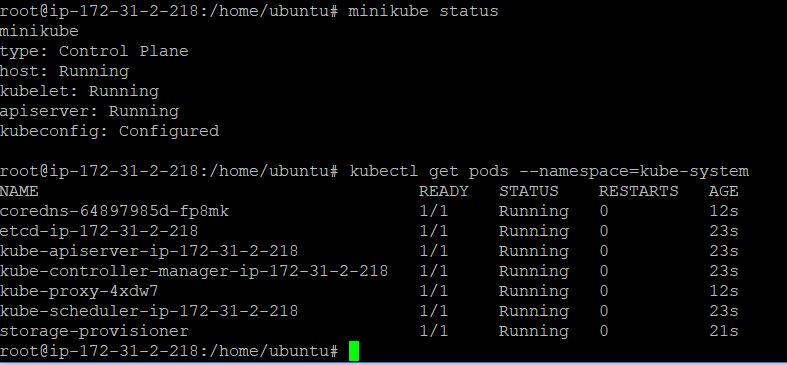 root@ip-172-31-2-218:/home/ubuntu# minikube status
minikube
type: Control Plane
host: Running
kubelet: Running
apiserver: Running
kubeconfig: Configured
root@ip-172-31-2-218:/home/ubuntu# kubectl get pods --namespace=kube-system
NAME READY STATUS RESTARTS AGE
coredns-64897985d-fp8mk 1/1 Running 0 12s
etcd-ip-172-31-2-218 1/1 Running 0 23s
kube-apiserver-ip-172-31-2-218 1/1 Running 0 23s
kube-controller-manager-ip-172-31-2-218 1/1 Running 0 23s
kube-proxy-4xdw7 1/1 Running 0 12s
kube-scheduler-ip-172-31-2-218 1/1 Running 0 23s
storage-provisioner 1/1 Running 0 21s
root@ip-172-31-2-218:/home/ubuntu#